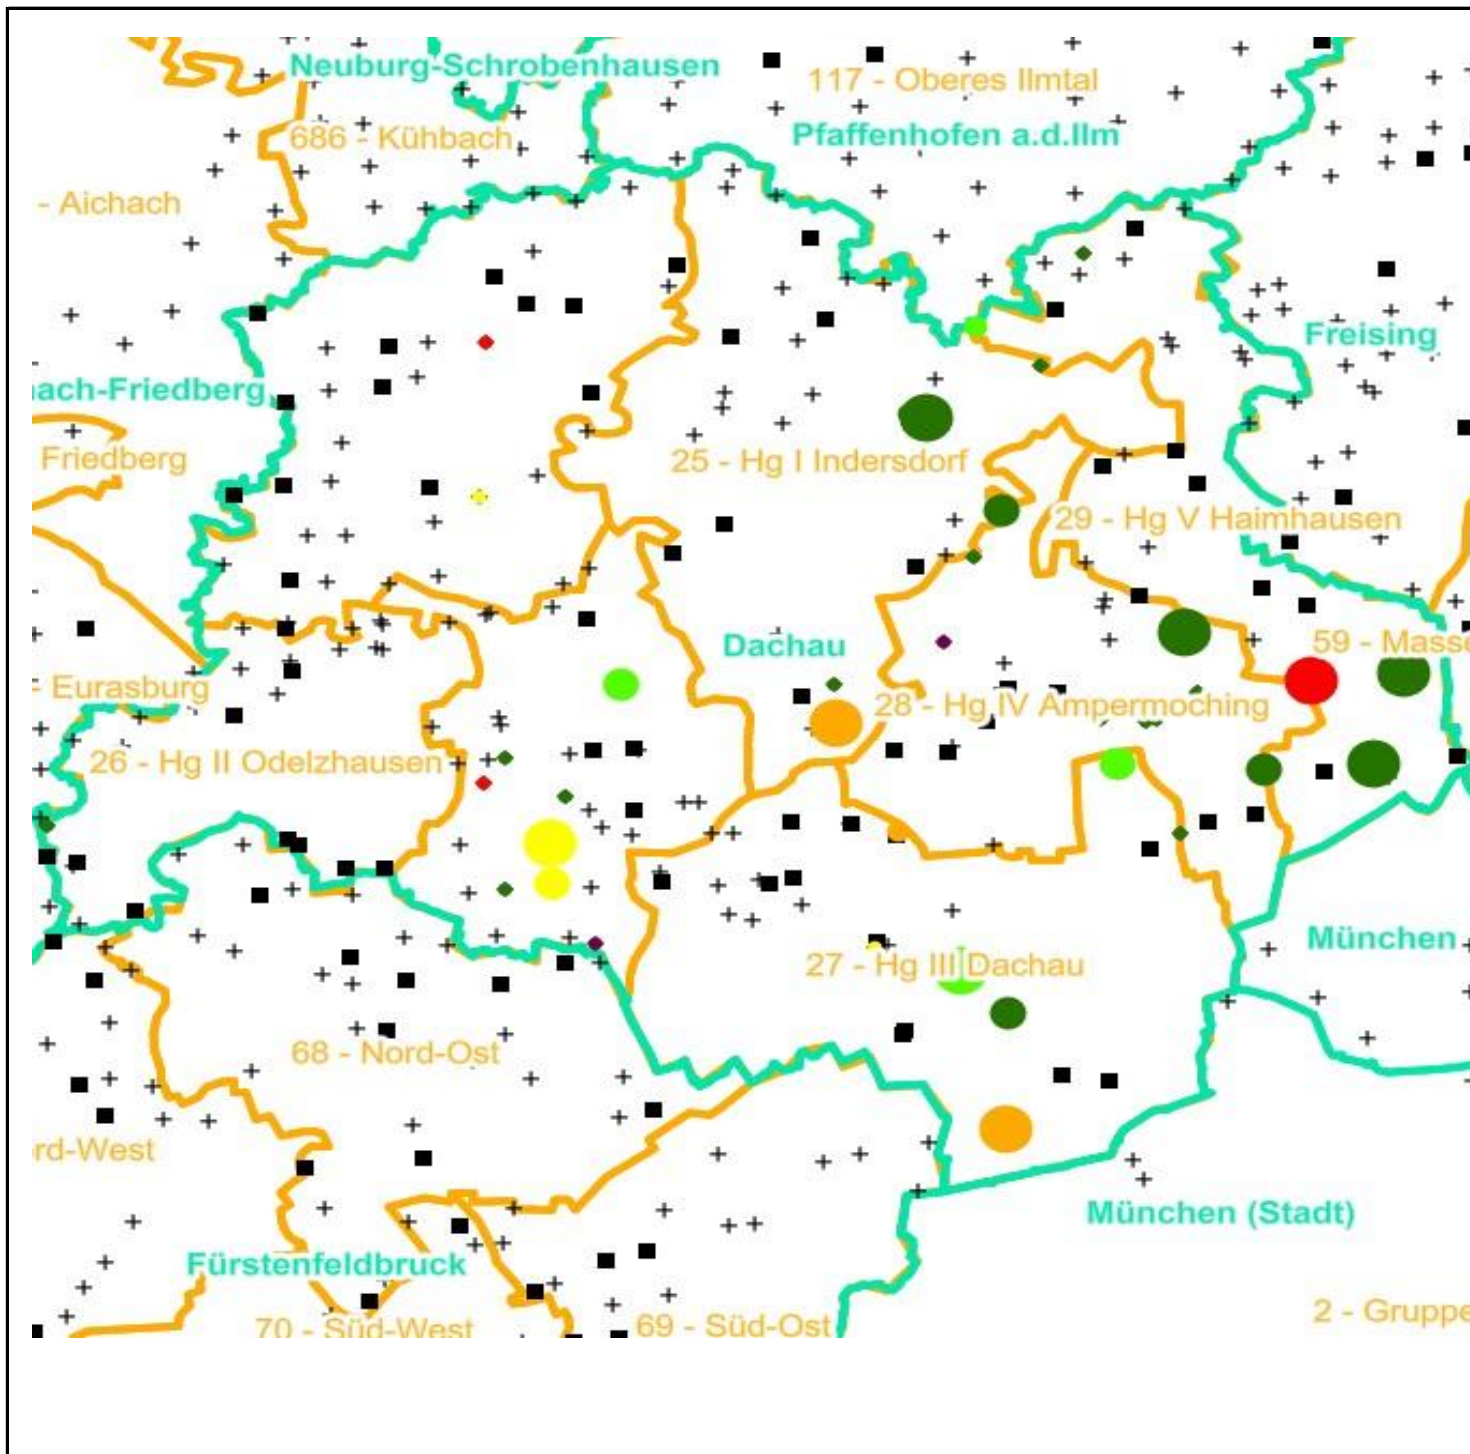 Neuburg-Schrobenhausen
117 - Oberes Ilmtal
686 - Kühbach
Pfaffenhofen a.d.Ilm
- Aichach
Freising
ach-Friedberg
Friedberg
25 - Hg I Indersdorf
29 - Hg V Haimhausen
Dachau
59 - Masse
- Eurasburg
28 - Hg IV Ampermoching
26 - Hg II Odelzhausen
München
27 - Hg III Dachau
68 - Nord-Ost
rd-West
München (Stadt)
Fürstenfeldbruck
2 - Gruppe
70 - Süd-West
69 - Süd-Ost